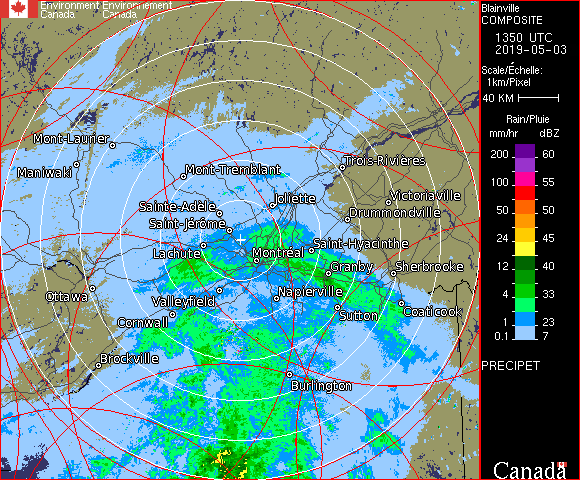 Environment Environnement
Canada Canada
Blainville
COMPOSITE
1350 UTC
2019-05-03
Scale/Échelle:
1km/Pixel
40 KM
Rain/Pluie
mm/hr dBZ
200 60
100 55
50 50
24 45
12 40
4 33
1 23
0.1 7
PRECIPET
Mont-Laurier
Maniwaki
Mont-Tremblant
Trois-Rivières
Sainte-Adèle
Joliette
Victoriaville
Drummondville
Saint-Jérôme
Saint-Hyacinthe
Lachute
Montréal
Granby
Sherbrooke
Ottawa
Valleyfield
Napierville
Sutton
Coaticook
Cornwall
Brockville
Burlington
Canada